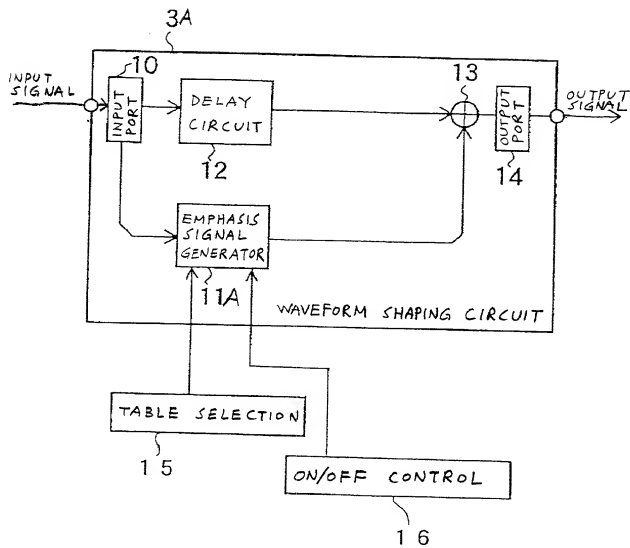 3A
INPUT
SIGNAL
10
INPUT
PORT
DELAY
CIRCUIT
12
13
OUTPUT
PORT
14
OUTPUT
SIGNAL
EMPHASIS
SIGNAL
GENERATOR
11A
WAVEFORM SHAPING CIRCUIT
TABLE SELECTION
15
ON/OFF CONTROL
16